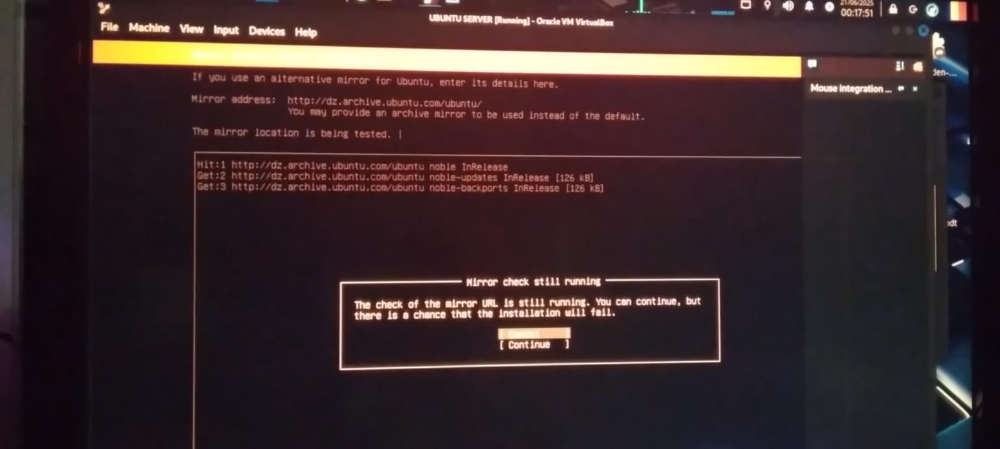 21/06/2025
00:17:51
UBUNTU SERVER [Running] - Oracle VM VirtualBox
File Machine View Input Devices Help
If you use an alternative mirror for Ubuntu, enter its details here.
Mouse integration ...
Mirror address: http://dz.archive.ubuntu.com/ubuntu/
You may provide an archive mirror to be used instead of the default.
The mirror location is being tested. |
Hit:1 http://dz.archive.ubuntu.com/ubuntu noble InRelease
Get:2 http://dz.archive.ubuntu.com/ubuntu noble-updates InRelease [126 kB]
Get:3 http://dz.archive.ubuntu.com/ubuntu noble-backports InRelease [126 kB]
Mirror check still running
The check of the mirror URL is still running. You can continue, but
there is a chance that the installation will fail.
[ Cancel ]
[ Continue ]